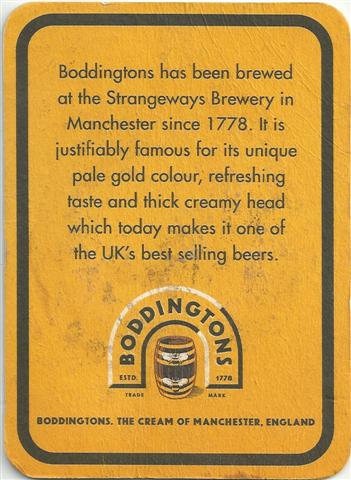 Boddingtons has been brewed
at the Strangeways Brewery in
Manchester since 1778. It is
justifiably famous for its unique
pale gold colour, refreshing
taste and thick creamy head
which today makes it one of
the UK's best selling beers.
BODDINGTONS
ESTD. 1778
TRADE MARK
BODDINGTONS. THE CREAM OF MANCHESTER, ENGLAND